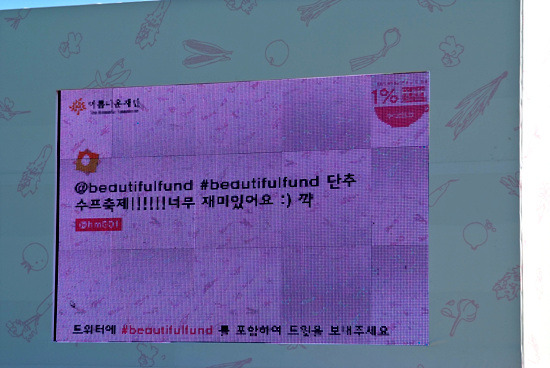 아름다운재단
1%
@beautifulfund #beautifulfund 단추
수프축제!!!!!!!너무 재미있어요 :) 꺅
트위터에 #beautifulfund 를 포함하여 트윗을 보내주세요